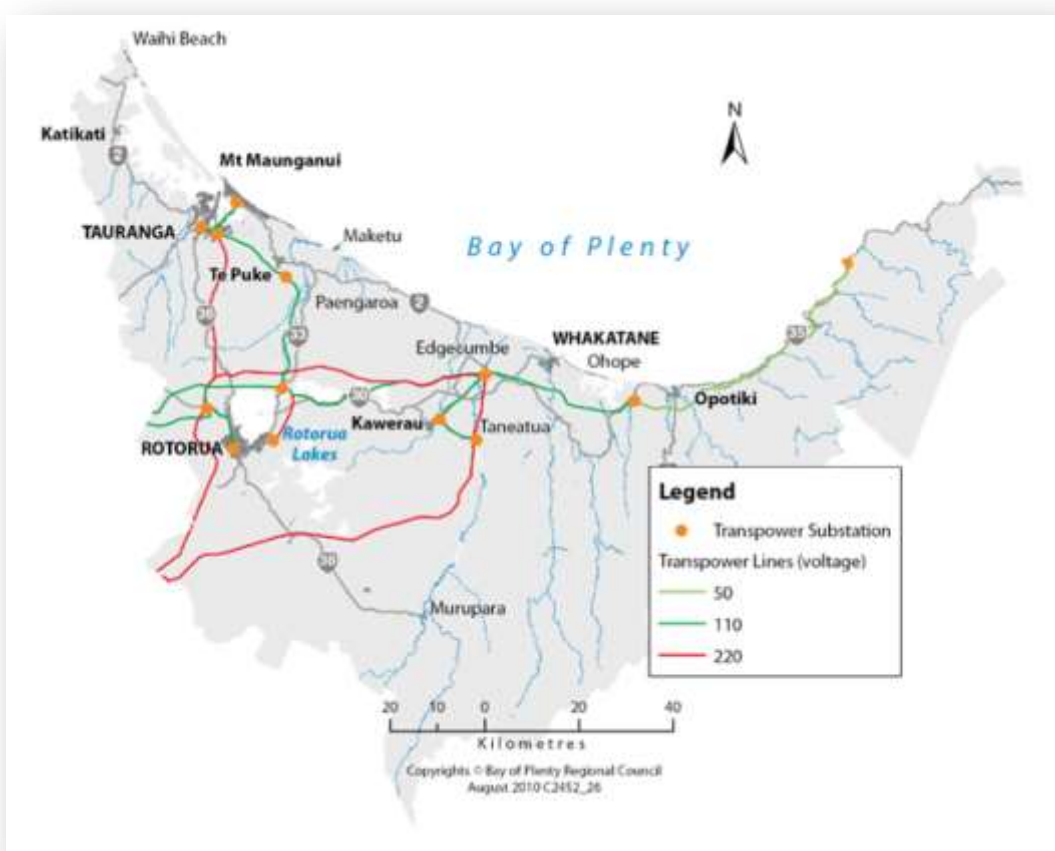 Waihi Beach
N
Katikati
2
Mt Maunganui
TAURANGA
Maketu
Bay of Plenty
Te Puke
Paengaroa
2
36
33
35
WHAKATANE
Edgecumbe
Ohope
30
Opotiki
Kawerau
Taneatua
ROTORUA
Rotorua
Lakes
Legend
Transpower Substation
Transpower Lines (voltage)
50
110
220
38
Murupara
20 10 0 20 40
Kilometres
Copyrights © Bay of Plenty Regional Council
August 2010 C2452_26